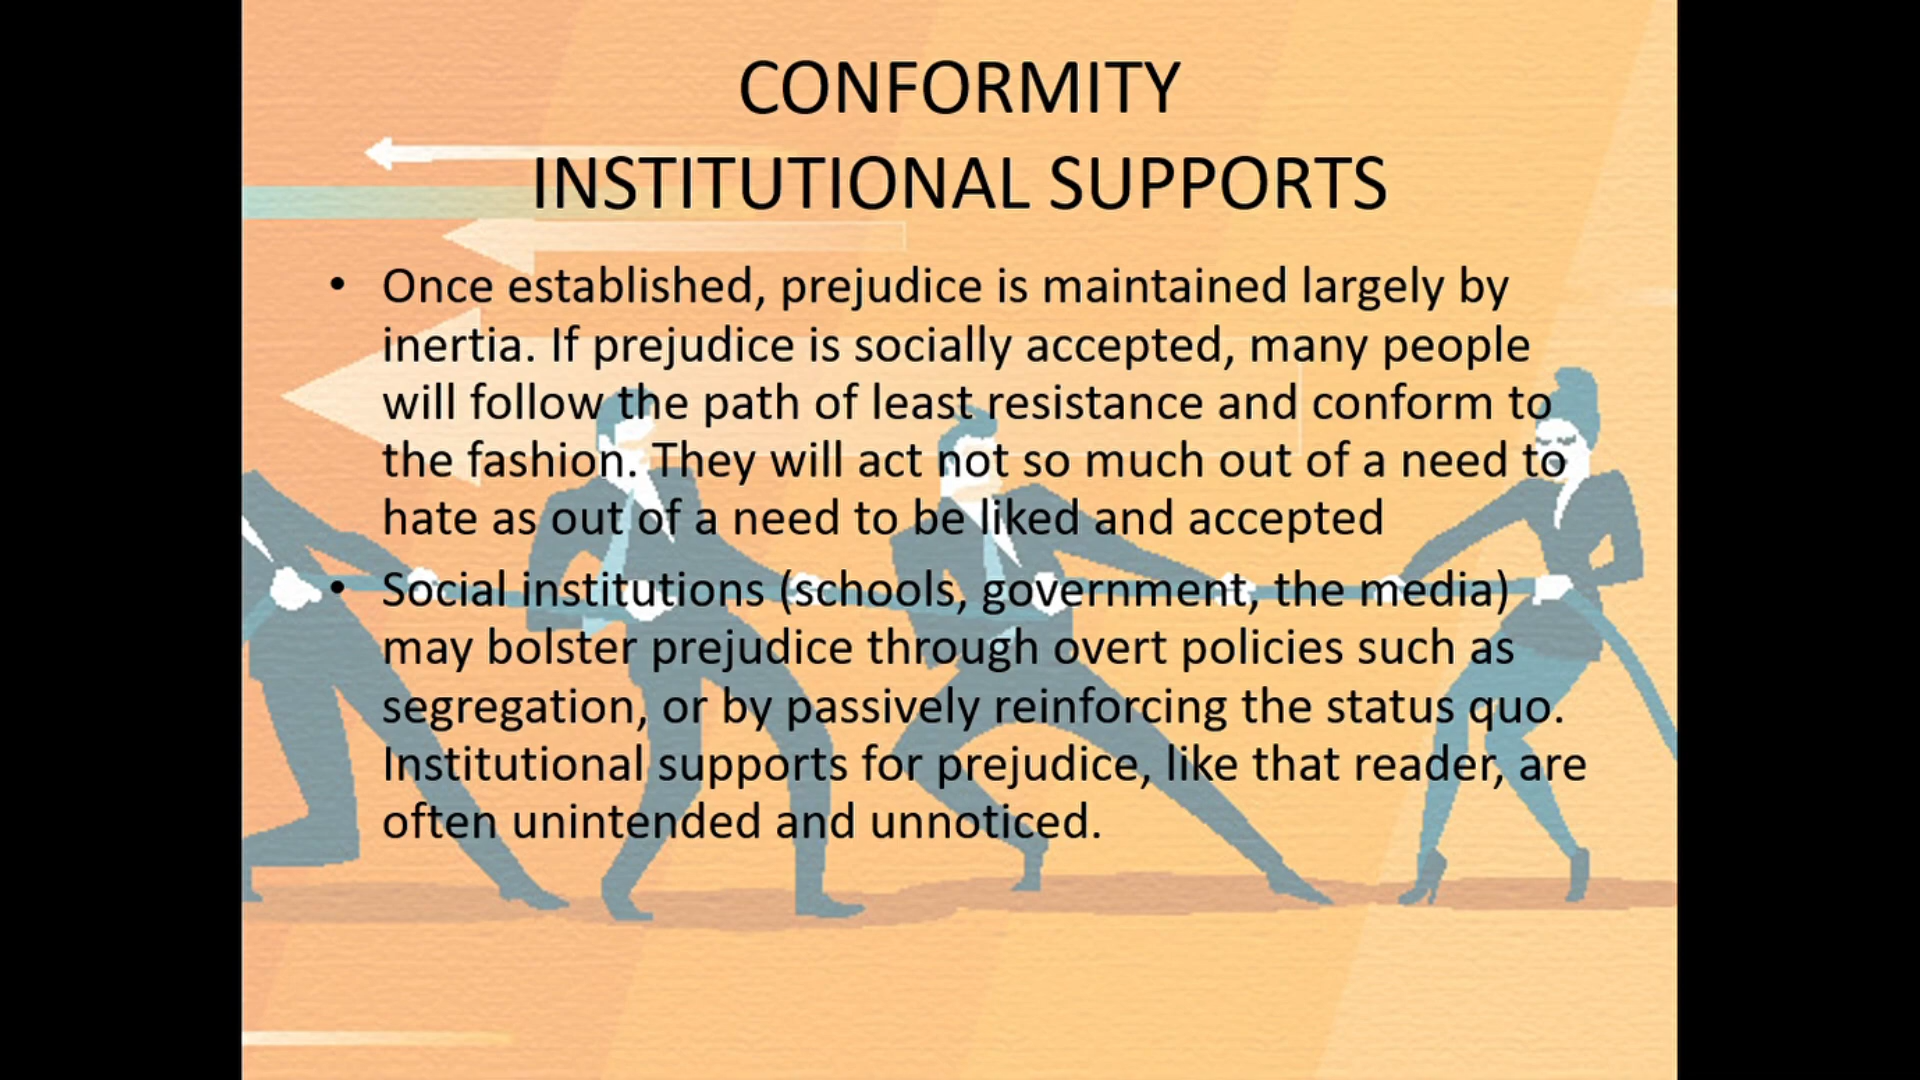 CONFORMITY
INSTITUTIONAL SUPPORTS
• Once established, prejudice is maintained largely by
inertia. If prejudice is socially accepted, many people
will follow the path of least resistance and conform to
the fashion. They will act not so much out of a need to
hate as out of a need to be liked and accepted
• Social institutions (schools, government, the media)
may bolster prejudice through overt policies such as
segregation, or by passively reinforcing the status quo.
Institutional supports for prejudice, like that reader, are
often unintended and unnoticed.